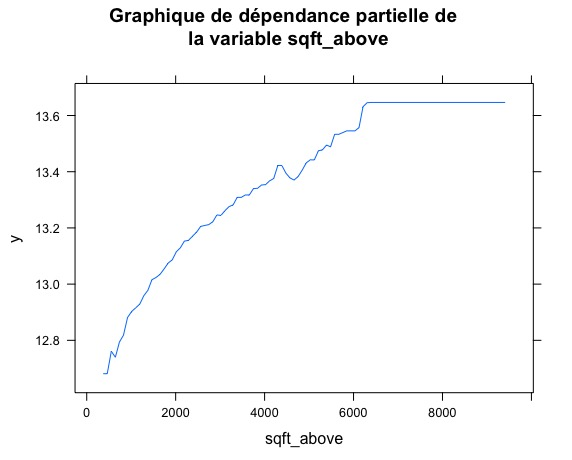 Graphique de dépendance partielle de
la variable sqft_above
13.6
13.4
13.2
13.0
12.8
y
0 2000 4000 6000 8000
sqft_above